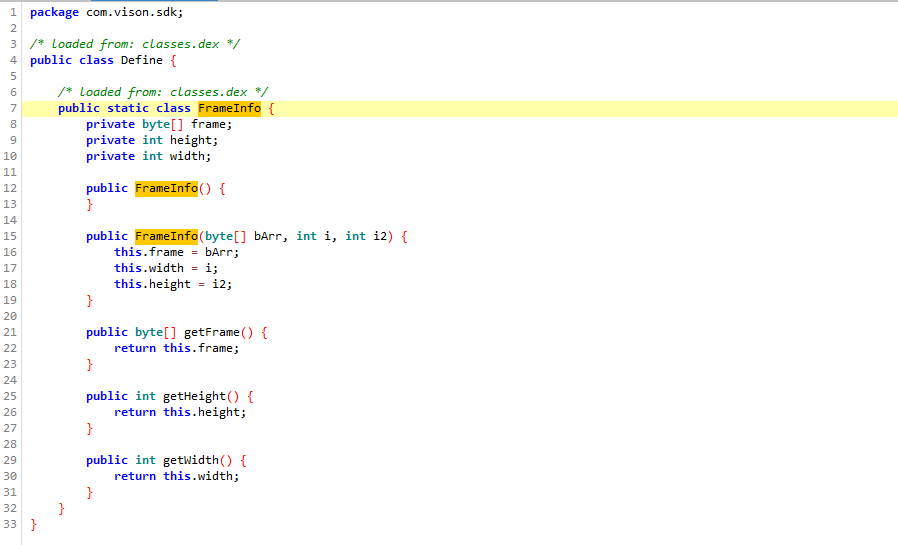 1 package com.vison.sdk;
2
3 /* loaded from: classes.dex */
4 public class Define {
5
6     /* loaded from: classes.dex */
7     public static class FrameInfo {
8         private byte[] frame;
9         private int height;
10         private int width;
11
12         public FrameInfo() {
13         }
14
15         public FrameInfo(byte[] bArr, int i, int i2) {
16             this.frame = bArr;
17             this.width = i;
18             this.height = i2;
19         }
20
21         public byte[] getFrame() {
22             return this.frame;
23         }
24
25         public int getHeight() {
26             return this.height;
27         }
28
29         public int getWidth() {
30             return this.width;
31         }
32     }
33 }